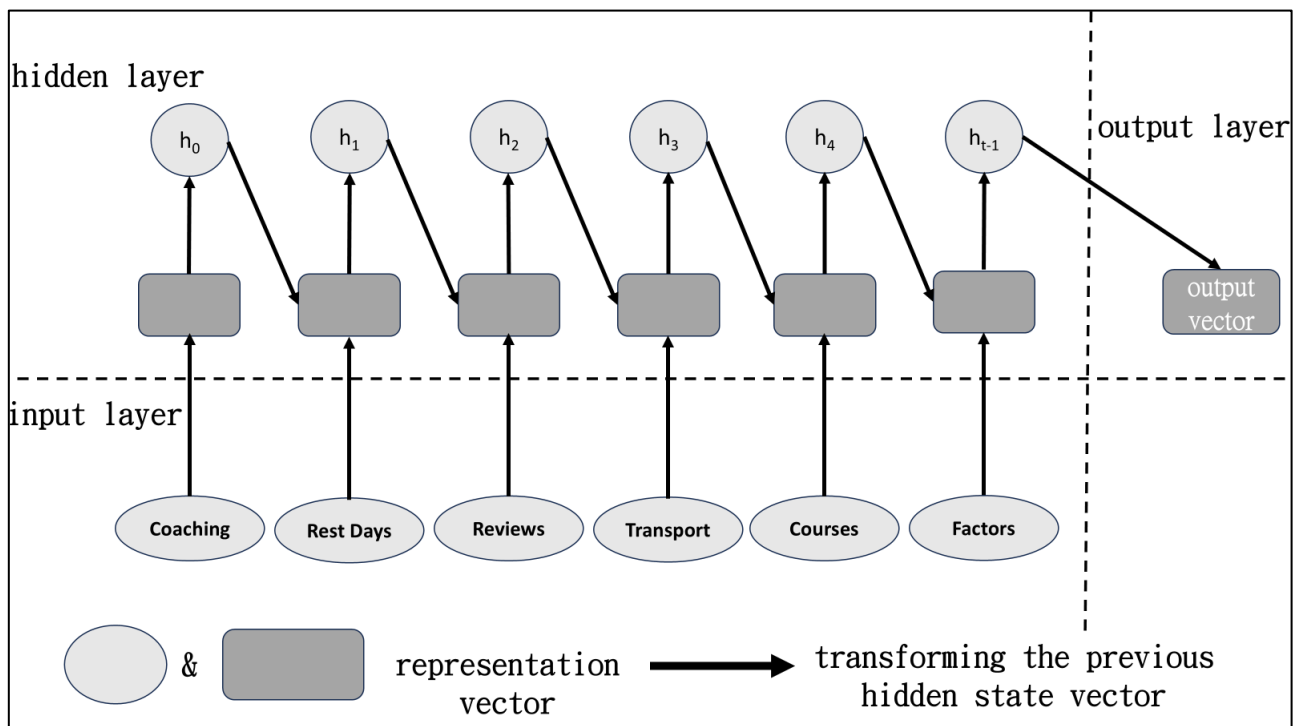 hidden layer
h₀
h₁
h₂
h₃
h₄
hₜ₋₁
output layer
output
vector
input layer
Coaching
Rest Days
Reviews
Transport
Courses
Factors
&
representation
vector
transforming the previous
hidden state vector